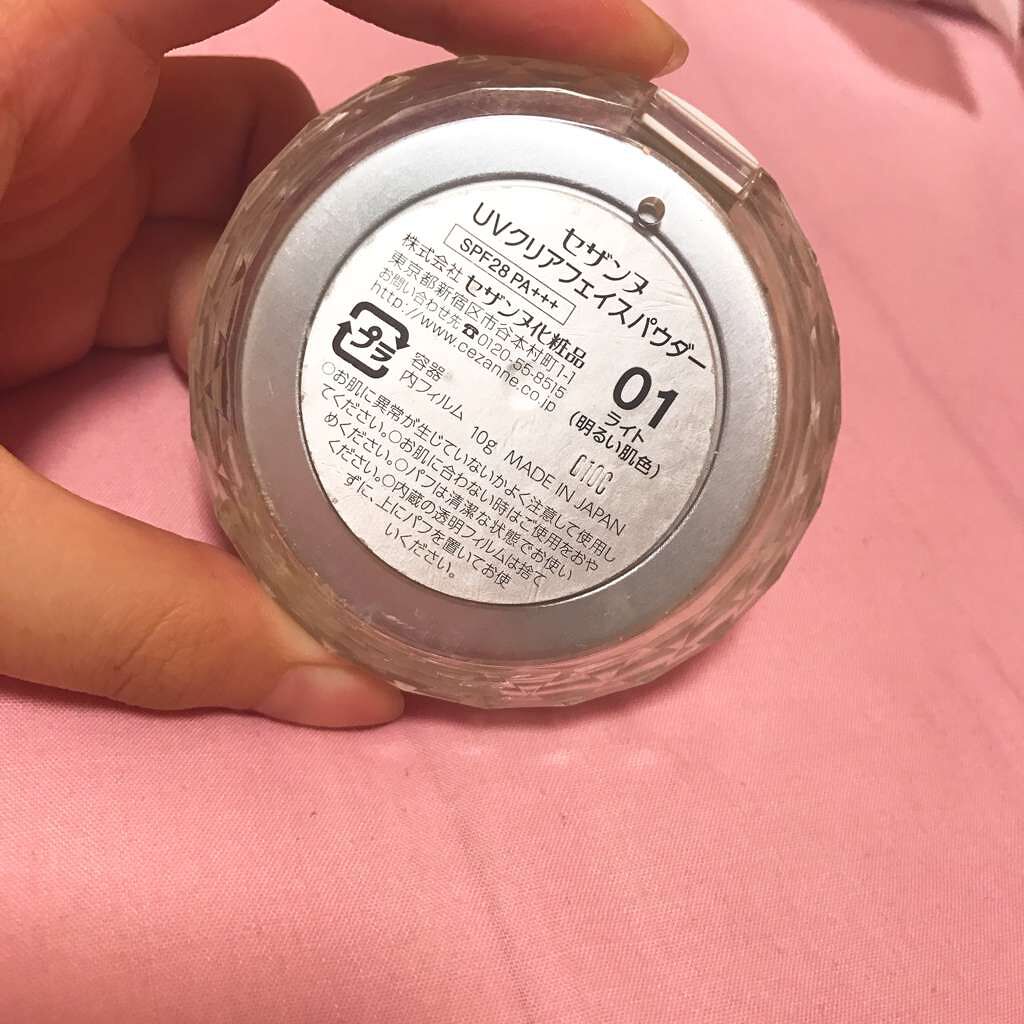 セザンヌ
UVクリアフェイスパウダー
SPF28 PA+++
株式会社 セザンヌ化粧品
東京都新宿区市谷本村町1-1
お問い合わせ先☎0120-55-8515
http://www.cezanne.co.jp
01
ライト
(明るい肌色)
プラ
容器
内フィルム
10g MADE IN JAPAN
○お肌に異常が生じていないかよく注意して使用し
てください。○お肌に合わない時はご使用をおや
めください。○パフは清潔な状態でお使い
ください。○内蔵の透明フィルムは捨て
ずに、上にパフを置いてお使
いください。